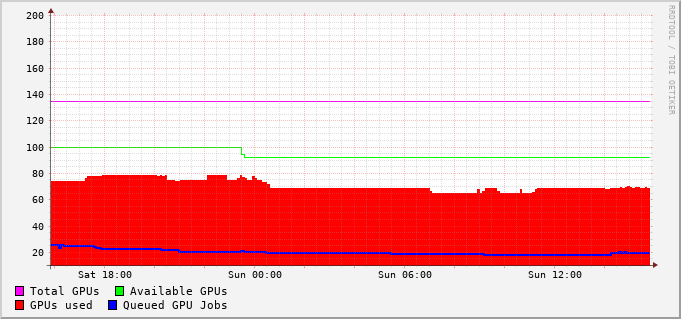 200
180
160
140
120
100
80
60
40
20
Sat 18:00 Sun 00:00 Sun 06:00 Sun 12:00
Total GPUs Available GPUs
GPUs used Queued GPU Jobs
RRDTOOL / TOBI OETIKER